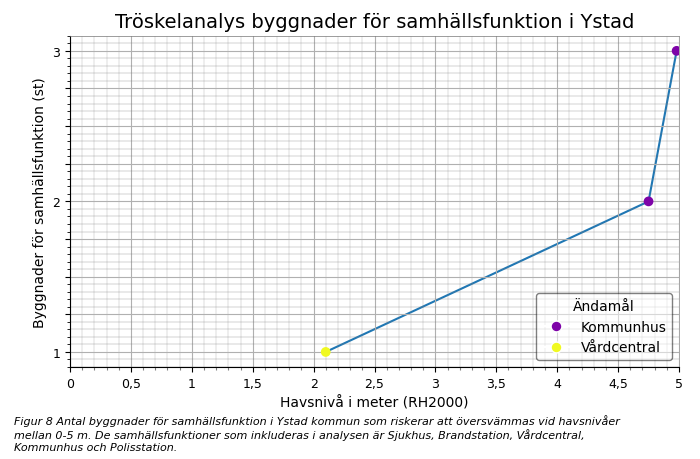 Tröskelanalys byggnader för samhällsfunktion i Ystad
Byggnader för samhällsfunktion (st)
3
2
1
0 0,5 1 1,5 2 2,5 3 3,5 4 4,5 5
Havsnivå i meter (RH2000)
Ändamål
Kommunhus
Vårdcentral
Figur 8 Antal byggnader för samhällsfunktion i Ystad kommun som riskerar att översvämmas vid havsnivåer
mellan 0-5 m. De samhällsfunktioner som inkluderas i analysen är Sjukhus, Brandstation, Vårdcentral,
Kommunhus och Polisstation.